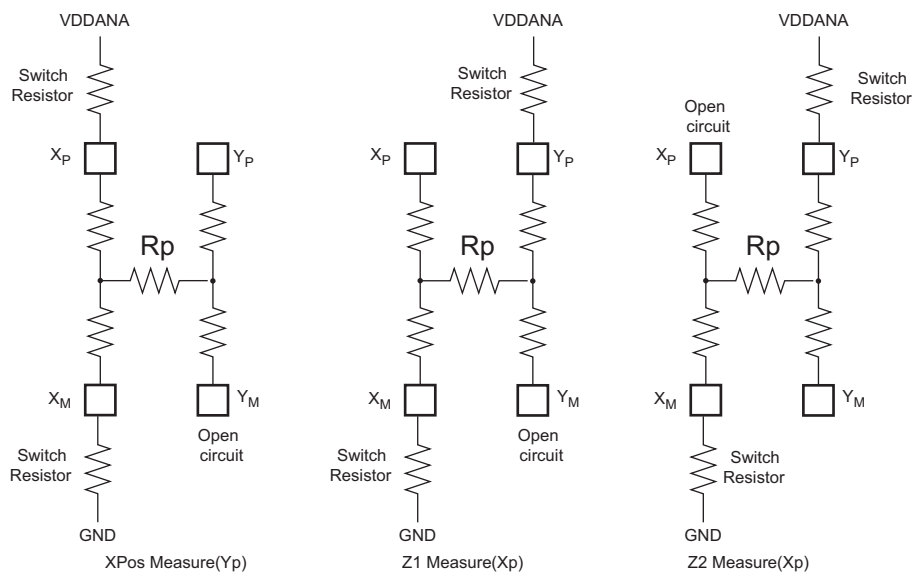 VDDANA
Switch
Resistor
XP
YP
Rp
XM
YM
Open
circuit
Switch
Resistor
GND
XPos Measure(Yp)
VDDANA
Switch
Resistor
XP
YP
Rp
XM
YM
Open
circuit
Switch
Resistor
GND
Z1 Measure(Xp)
VDDANA
Switch
Resistor
Open
circuit
XP
YP
Rp
XM
YM
Switch
Resistor
GND
Z2 Measure(Xp)